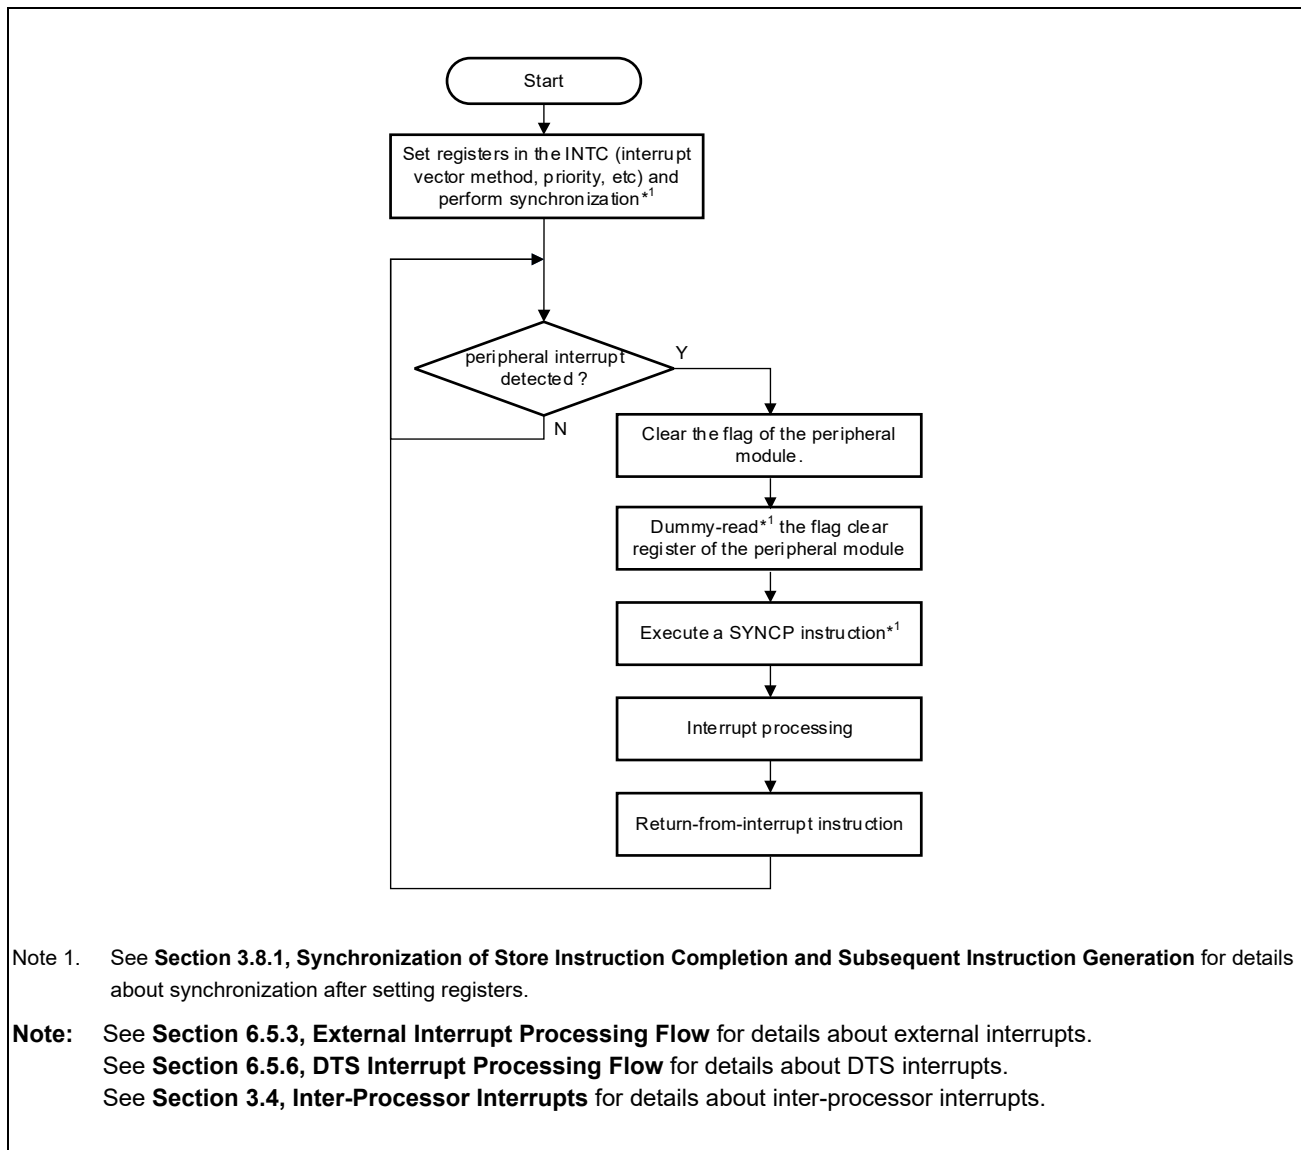 Start
Set registers in the INTC (interrupt
vector method, priority, etc) and
perform synchronization*1
peripheral interrupt
detected ?
Y
N
Clear the flag of the peripheral
module.
Dummy-read*1 the flag clear
register of the peripheral module
Execute a SYNCP instruction*1
Interrupt processing
Return-from-interrupt instruction
Note 1. See Section 3.8.1, Synchronization of Store Instruction Completion and Subsequent Instruction Generation for details
about synchronization after setting registers.
Note: See Section 6.5.3, External Interrupt Processing Flow for details about external interrupts.
See Section 6.5.6, DTS Interrupt Processing Flow for details about DTS interrupts.
See Section 3.4, Inter-Processor Interrupts for details about inter-processor interrupts.